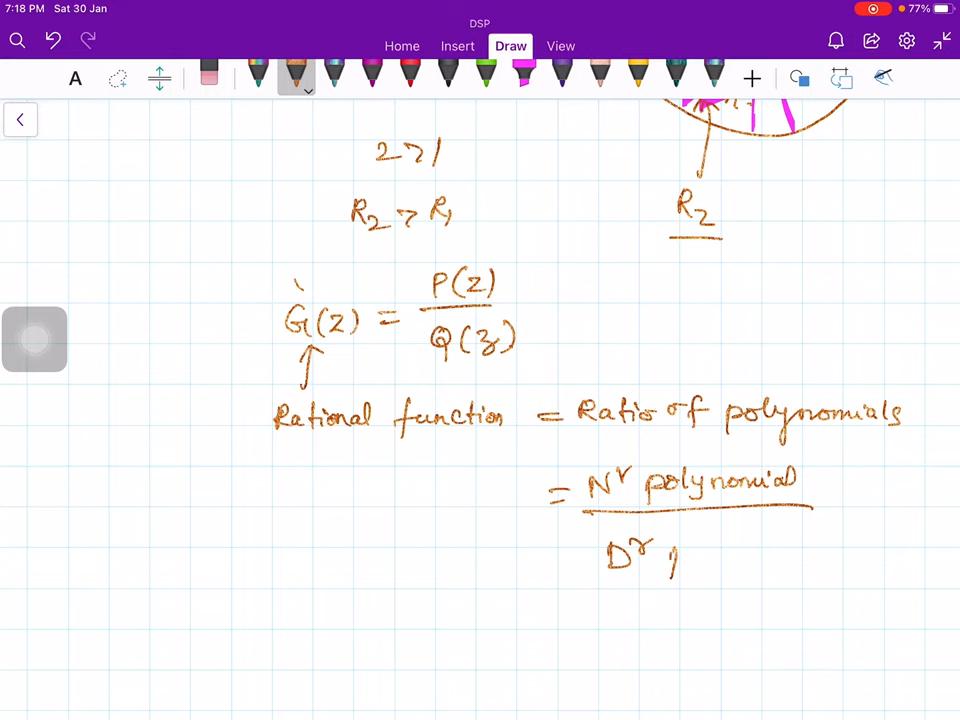 7:18 PM Sat 30 Jan
77%
DSP
Home Insert Draw View
A
2 > 1
R₂ > R₁
R₂
G(z) = P(z)
Q(z)
Rational function = Ratio of polynomials
= Nʳ polynomial
Dʳ